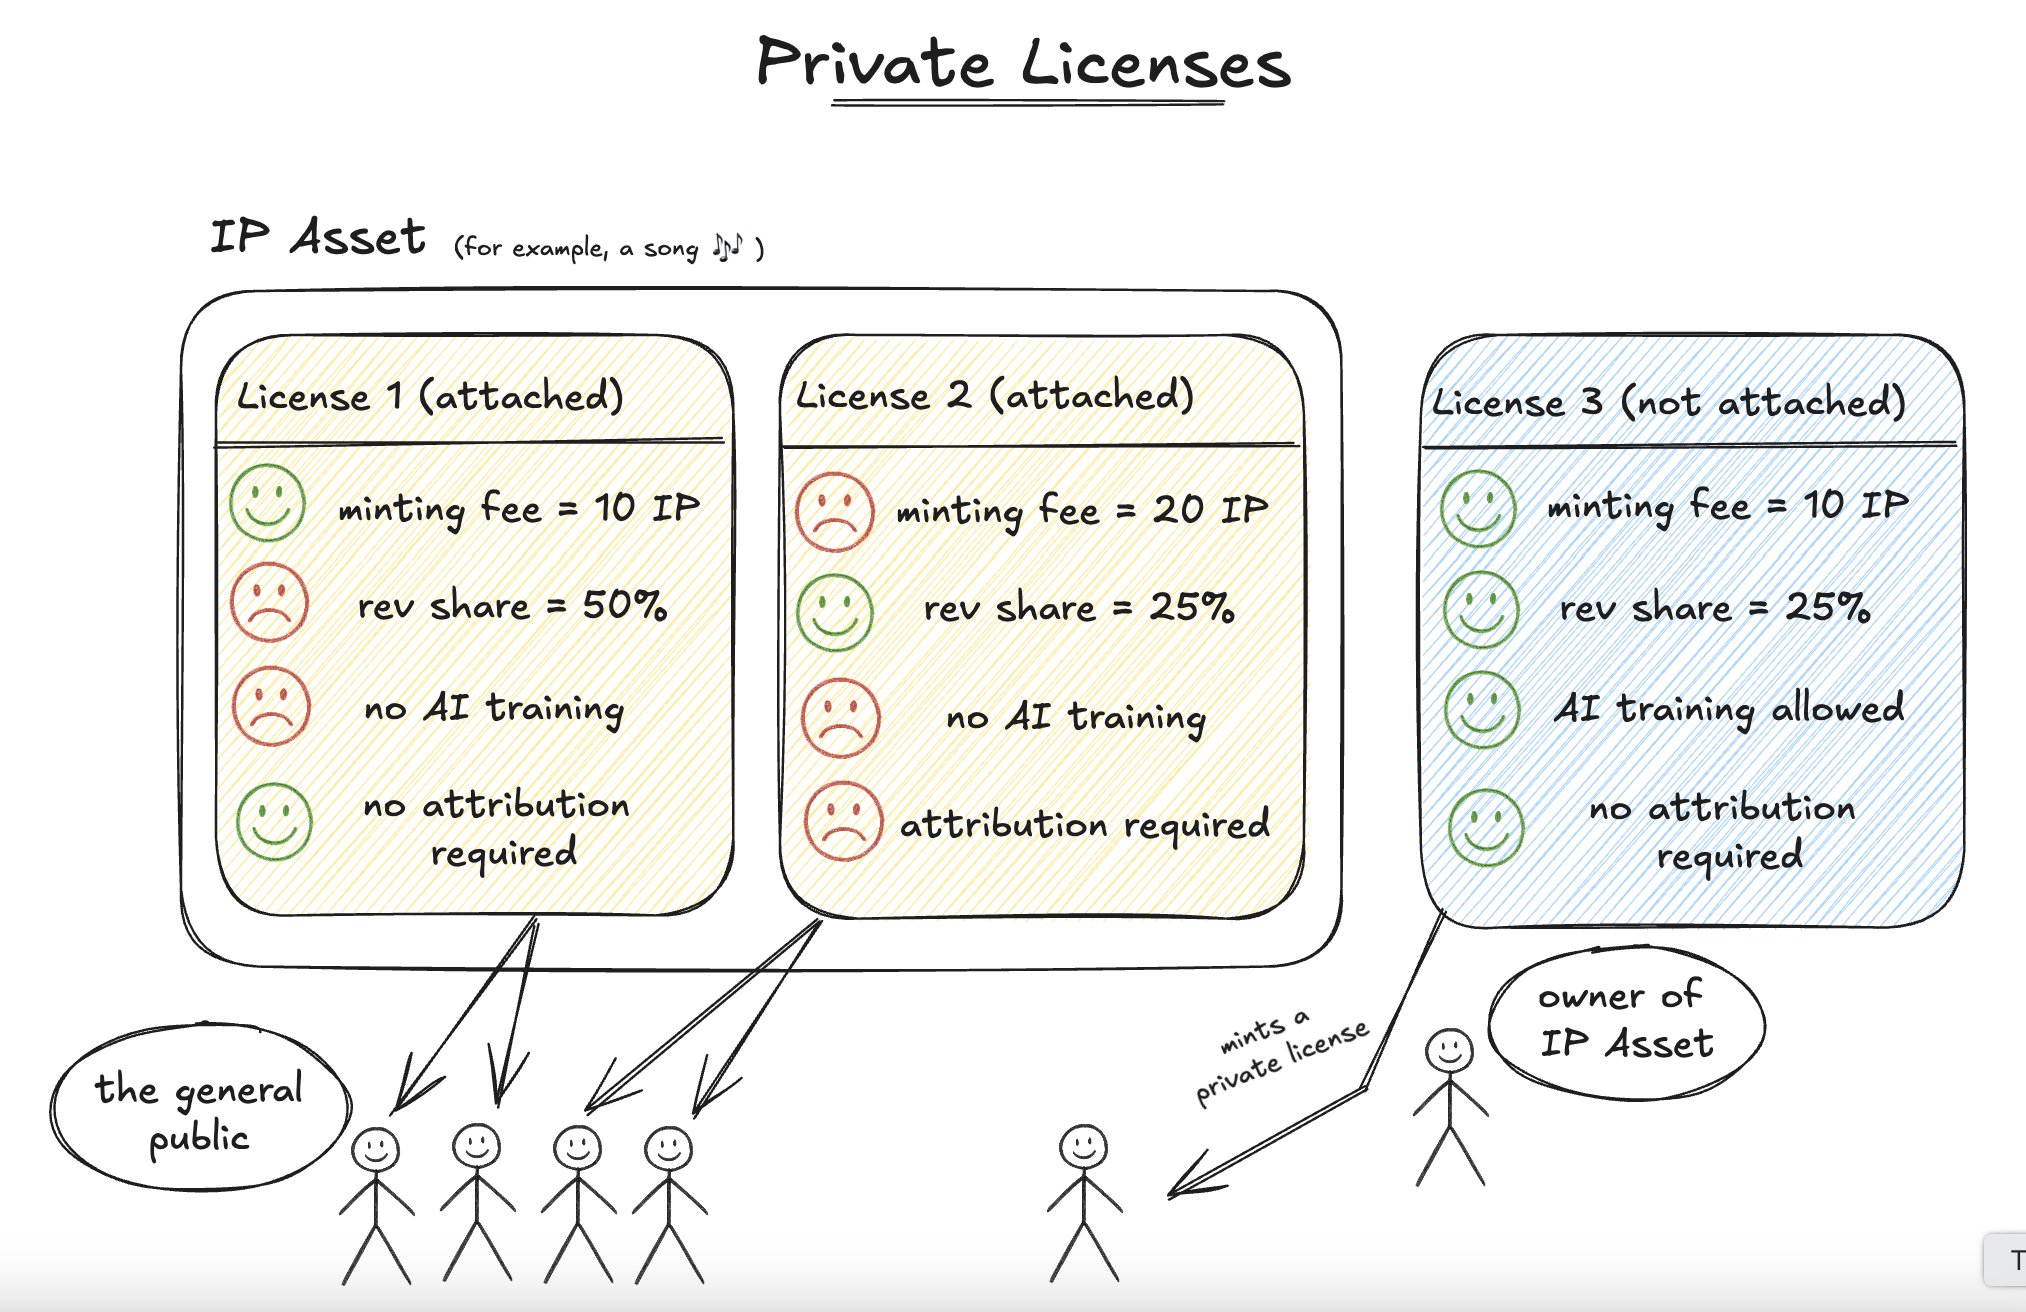 Private Licenses
IP Asset (for example, a song 🎶 )
License 1 (attached)
minting fee = 10 IP
rev share = 50%
no AI training
no attribution
required
License 2 (attached)
minting fee = 20 IP
rev share = 25%
no AI training
attribution required
License 3 (not attached)
minting fee = 10 IP
rev share = 25%
AI training allowed
no attribution
required
the general
public
mints a
private license
owner of
IP Asset
T